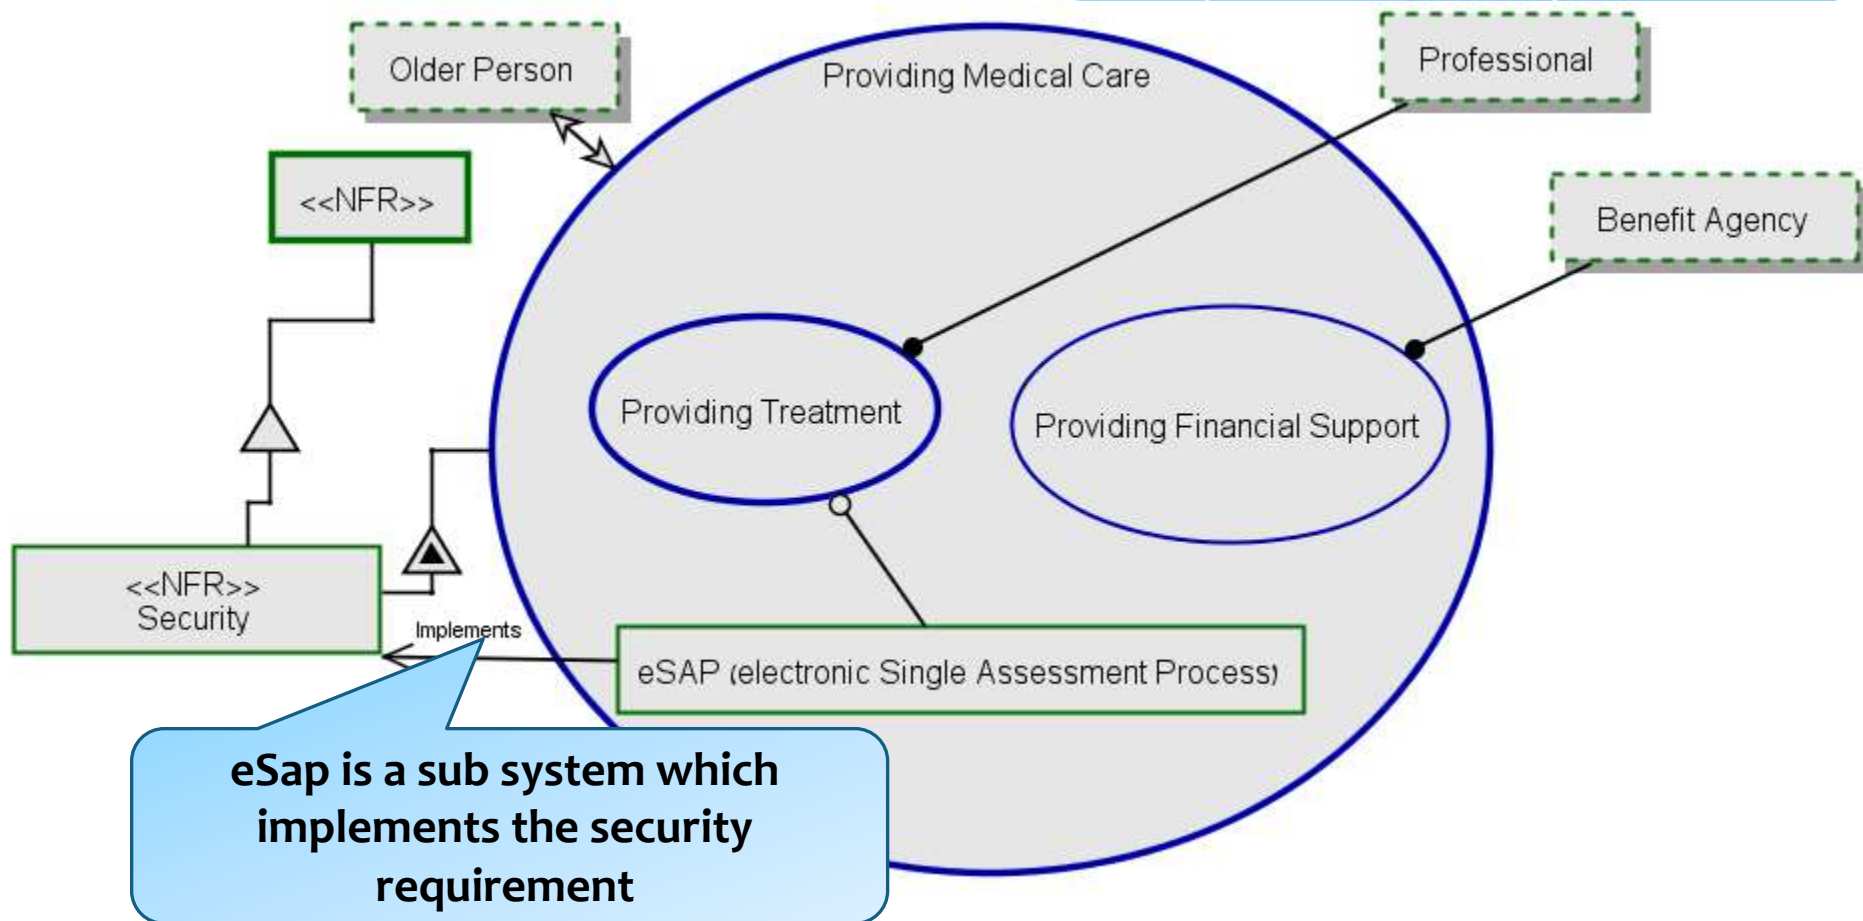 Older Person
Providing Medical Care
Professional
<<NFR>>
Benefit Agency
Providing Treatment
Providing Financial Support
<<NFR>>
Security
Implements
eSAP (electronic Single Assessment Process)
eSap is a sub system which
implements the security
requirement